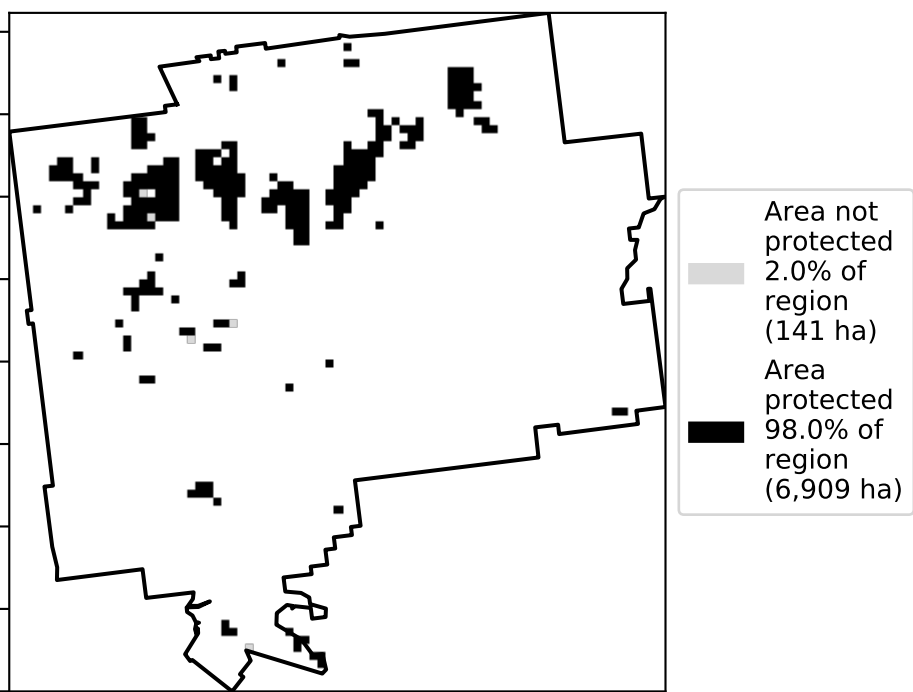 Area not
protected
2.0% of
region
(141 ha)
Area
protected
98.0% of
region
(6,909 ha)